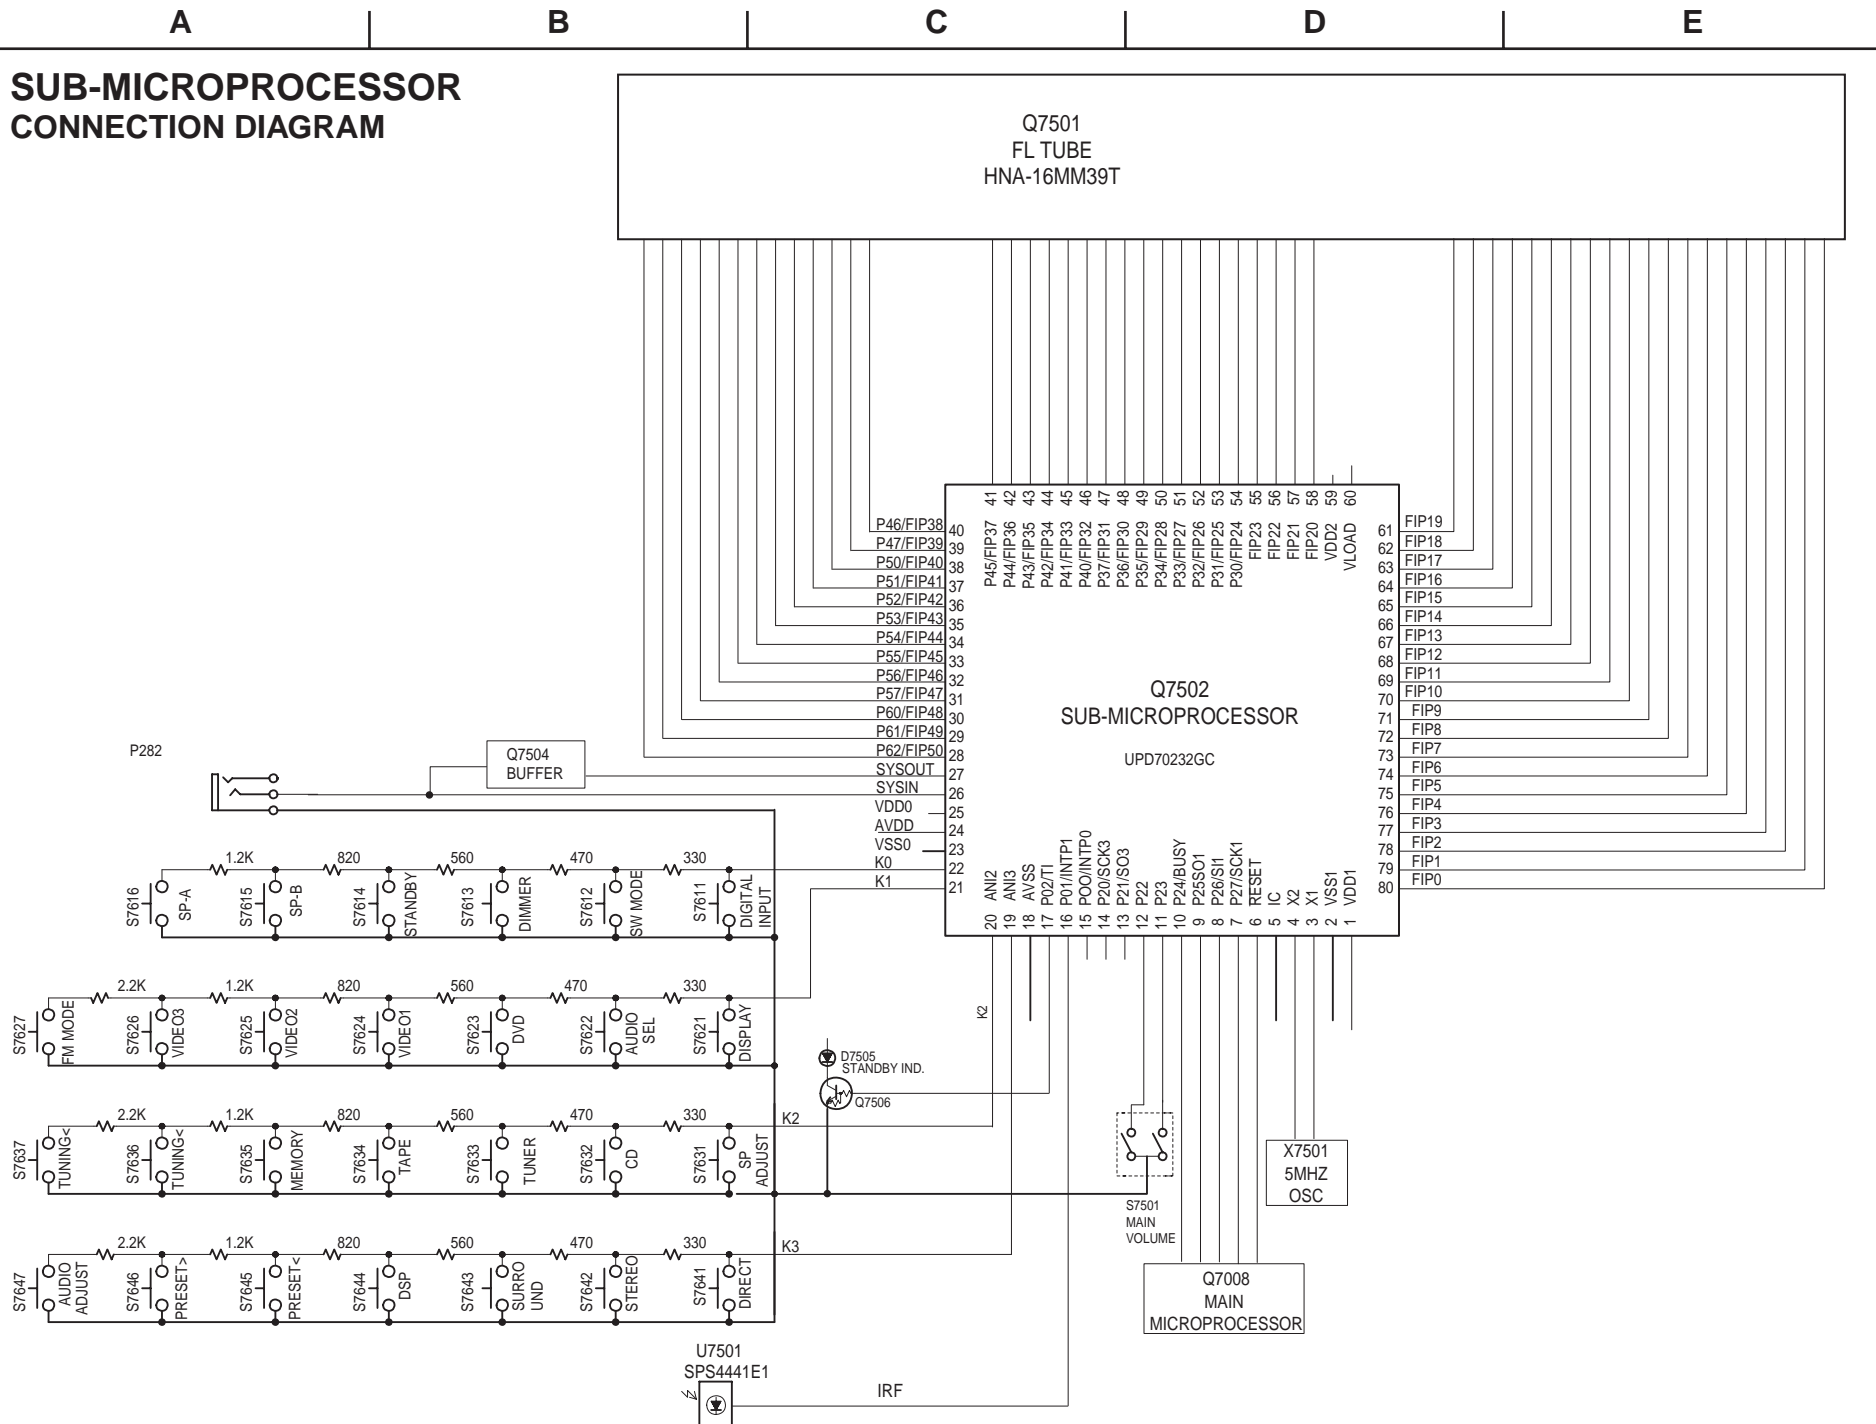 A B C D E
SUB-MICROPROCESSOR
CONNECTION DIAGRAM
Q7501
FL TUBE
HNA-16MM39T
41 42 43 44 45 46 47 48 49 50 51 52 53 54 55 56 57 58 59 60
P45/FIP37
P44/FIP36
P43/FIP35
P42/FIP34
P41/FIP33
P40/FIP32
P37/FIP31
P36/FIP30
P35/FIP29
P34/FIP28
P33/FIP27
P32/FIP26
P31/FIP25
P30/FIP24
FIP23
FIP22
FIP21
FIP20
VDD2
VLOAD
P46/FIP38 40
P47/FIP39 39
P50/FIP40 38
P51/FIP41 37
P52/FIP42 36
P53/FIP43 35
P54/FIP44 34
P55/FIP45 33
P56/FIP46 32
P57/FIP47 31
P60/FIP48 30
P61/FIP49 29
P62/FIP50 28
SYSOUT 27
SYSIN 26
VDD0 25
AVDD 24
VSS0 23
K0 22
K1 21
61 FIP19
62 FIP18
63 FIP17
64 FIP16
65 FIP15
66 FIP14
67 FIP13
68 FIP12
69 FIP11
70 FIP10
71 FIP9
72 FIP8
73 FIP7
74 FIP6
75 FIP5
76 FIP4
77 FIP3
78 FIP2
79 FIP1
80 FIP0
Q7502
SUB-MICROPROCESSOR
UPD70232GC
20 ANI2
19 ANI3
18 AVSS
17 P02/TI
16 P01/INTP1
15 POO/INTP0
14 P20/SCK3
13 P21/SO3
12 P22
11 P23
10 P24/BUSY
9 P25SO1
8 P26/SI1
7 P27/SCK1
6 RESET
5 IC
4 X2
3 X1
2 VSS1
1 VDD1
P282
Q7504
BUFFER
1.2K 820 560 470 330
S7616 SP-A
S7615 SP-B
S7614 STANDBY
S7613 DIMMER
S7612 SW MODE
S7611 DIGITAL
INPUT
2.2K 1.2K 820 560 470 330
S7627 FM MODE
S7626 VIDEO3
S7625 VIDEO2
S7624 VIDEO1
S7623 DVD
S7622 AUDIO
SEL
S7621 DISPLAY
K2
D7505
STANDBY IND.
Q7506
2.2K 1.2K 820 560 470 330 K2
S7637 TUNING<
S7636 TUNING<
S7635 MEMORY
S7634 TAPE
S7633 TUNER
S7632 CD
S7631 SP
ADJUST
S7501
MAIN
VOLUME
X7501
5MHZ
OSC
2.2K 1.2K 820 560 470 330 K3
S7647 AUDIO
ADJUST
S7646 PRESET>
S7645 PRESET<
S7644 DSP
S7643 SURRO
UND
S7642 STEREO
S7641 DIRECT
Q7008
MAIN
MICROPROCESSOR
U7501
SPS4441E1
IRF